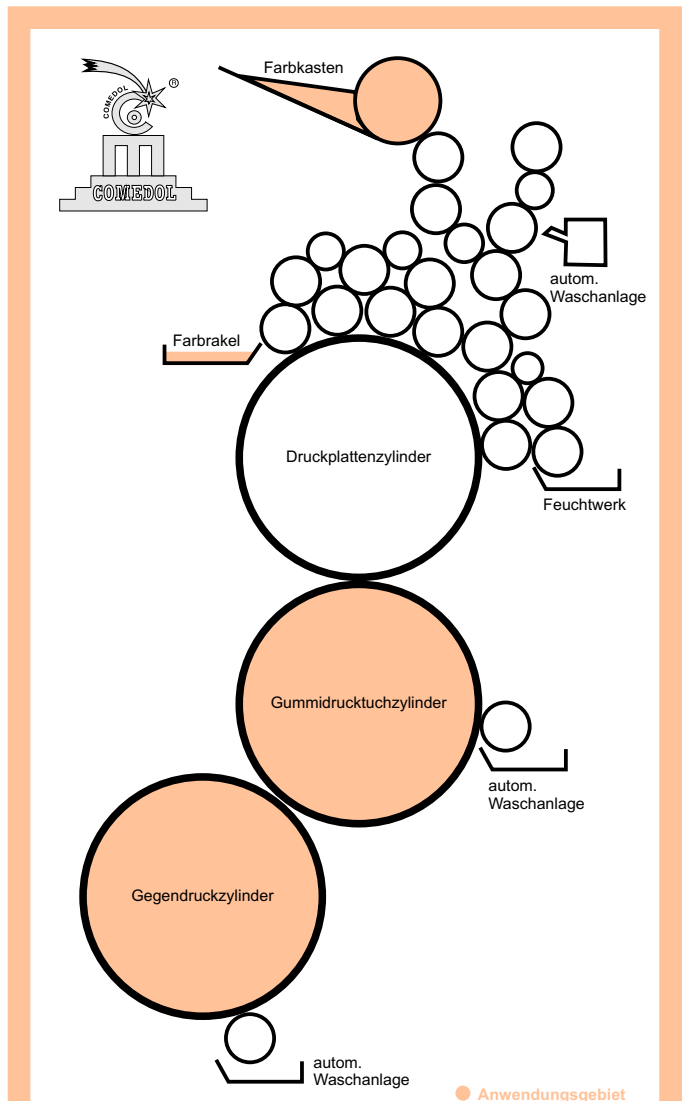 Farbkasten
®
COMEDOL
COMEDOL
autom.
Waschanlage
Farbrakel
Druckplattenzylinder
Feuchtwerk
Gummidrucktuchzylinder
autom.
Waschanlage
Gegendruckzylinder
autom.
Waschanlage
Anwendungsgebiet